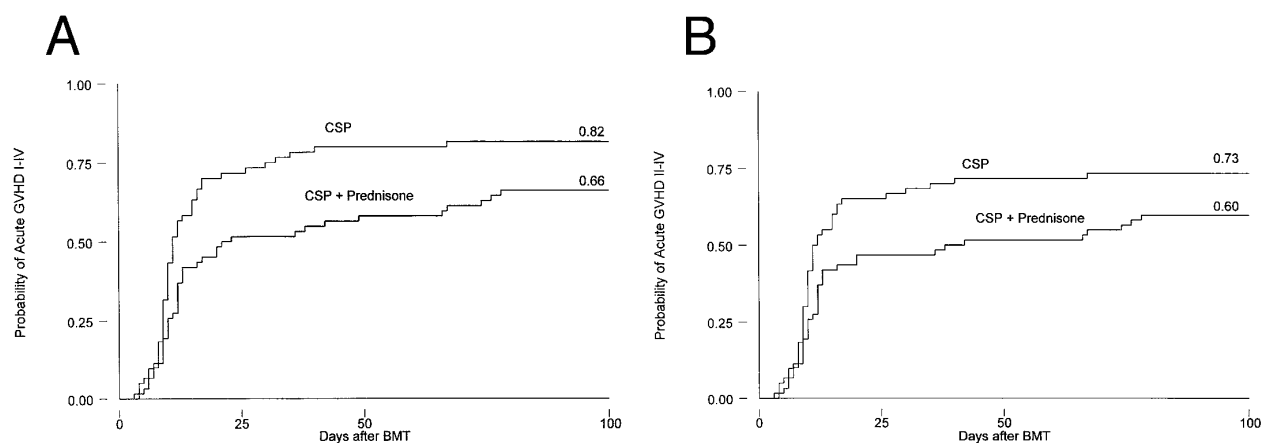 A
Probability of Acute GVHD I-IV
1.00
0.75
0.50
0.25
0.00
CSP
0.82
CSP + Prednisone
0.66
0
25
50
100
Days after BMT
B
Probability of Acute GVHD II-IV
1.00
0.75
0.50
0.25
0.00
CSP
0.73
CSP + Prednisone
0.60
0
25
50
100
Days after BMT